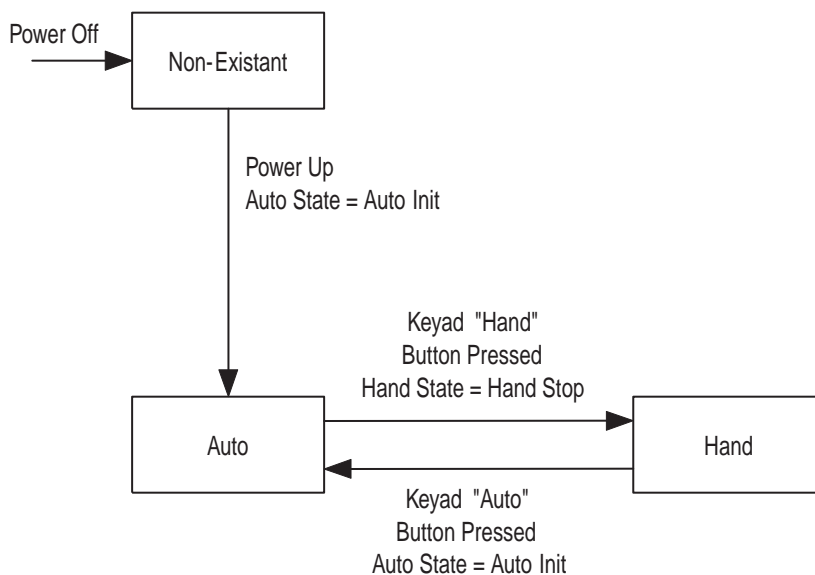 Power Off
Non-Existant
Power Up
Auto State = Auto Init
Keyad "Hand"
Button Pressed
Hand State = Hand Stop
Auto
Hand
Keyad "Auto"
Button Pressed
Auto State = Auto Init